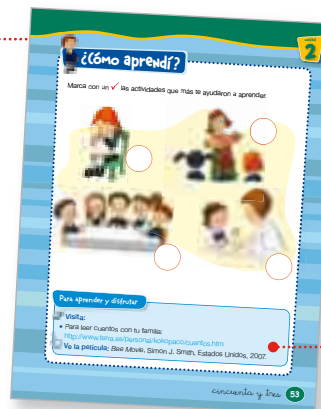 unidad
2
¿Cómo aprendí?
Marca con un ✓ las actividades que más te ayudaron a aprender.
Para aprender y disfrutar
Visita:
• Para leer cuentos con tu familia:
http://www.terra.es/personal/kokopaco/cuentos.htm
Ve la película: Bee Movie, Simon J. Smith, Estados Unidos, 2007.
cincuenta y tres 53